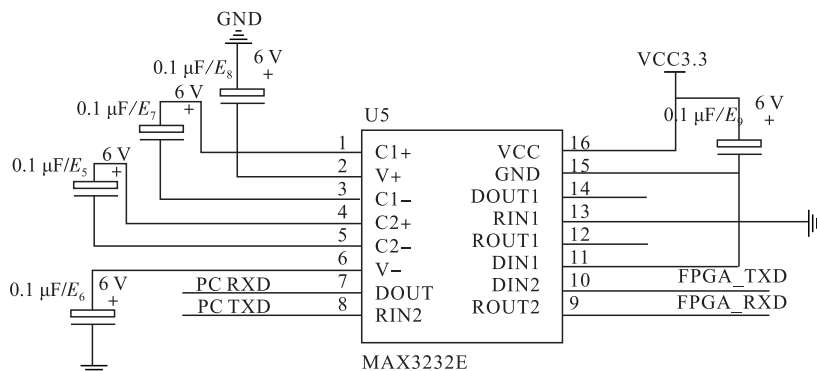 GND
6 V
+
0.1 μF/E8
VCC3.3
6 V
+
0.1 μF/E7
6 V
+
0.1 μF/E9
U5
0.1 μF/E5
6 V
+
1 C1+
2 V+
3 C1−
4 C2+
5 C2−
6 V−
7 DOUT
8 RIN2
VCC 16
GND 15
DOUT1 14
RIN1 13
ROUT1 12
DIN1 11
DIN2 10
ROUT2 9
FPGA_TXD
FPGA_RXD
0.1 μF/E6
6 V
+
PC RXD
PC TXD
MAX3232E